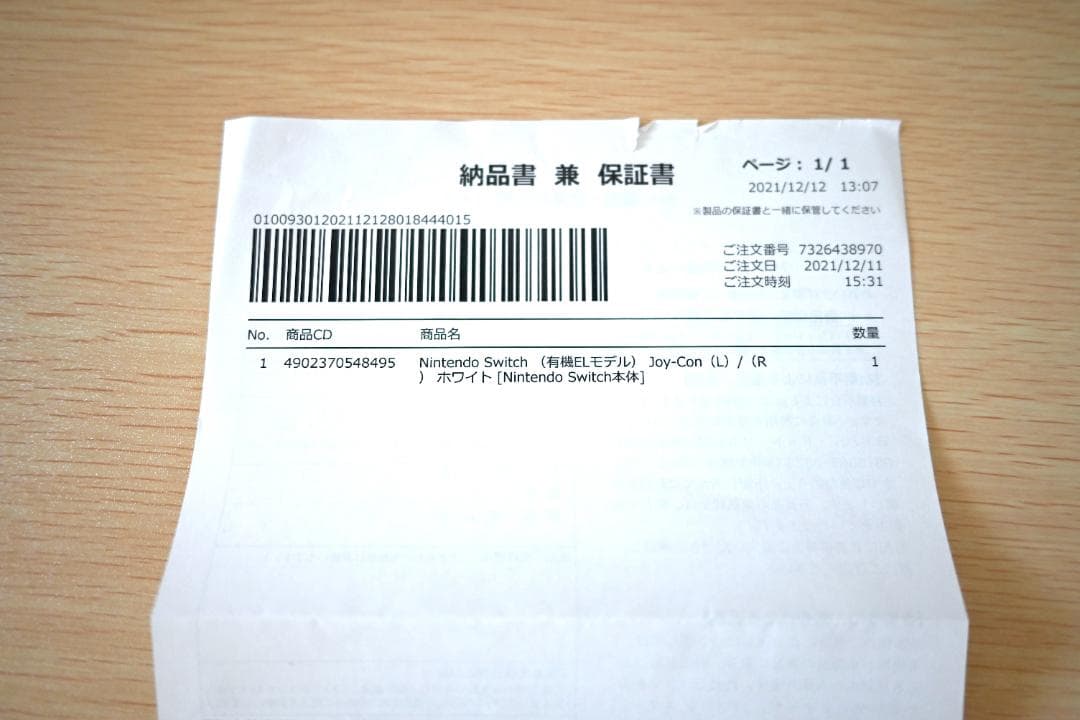 納品書 兼 保証書
ページ： 1/ 1
2021/12/12 13:07
※製品の保証書と一緒に保管してください
01009301202112128018444015
ご注文番号 7326438970
ご注文日 2021/12/11
ご注文時刻 15:31
No. 商品CD 商品名 数量
1 4902370548495 Nintendo Switch （有機ELモデル） Joy-Con（L）/（R 1
） ホワイト [Nintendo Switch本体]